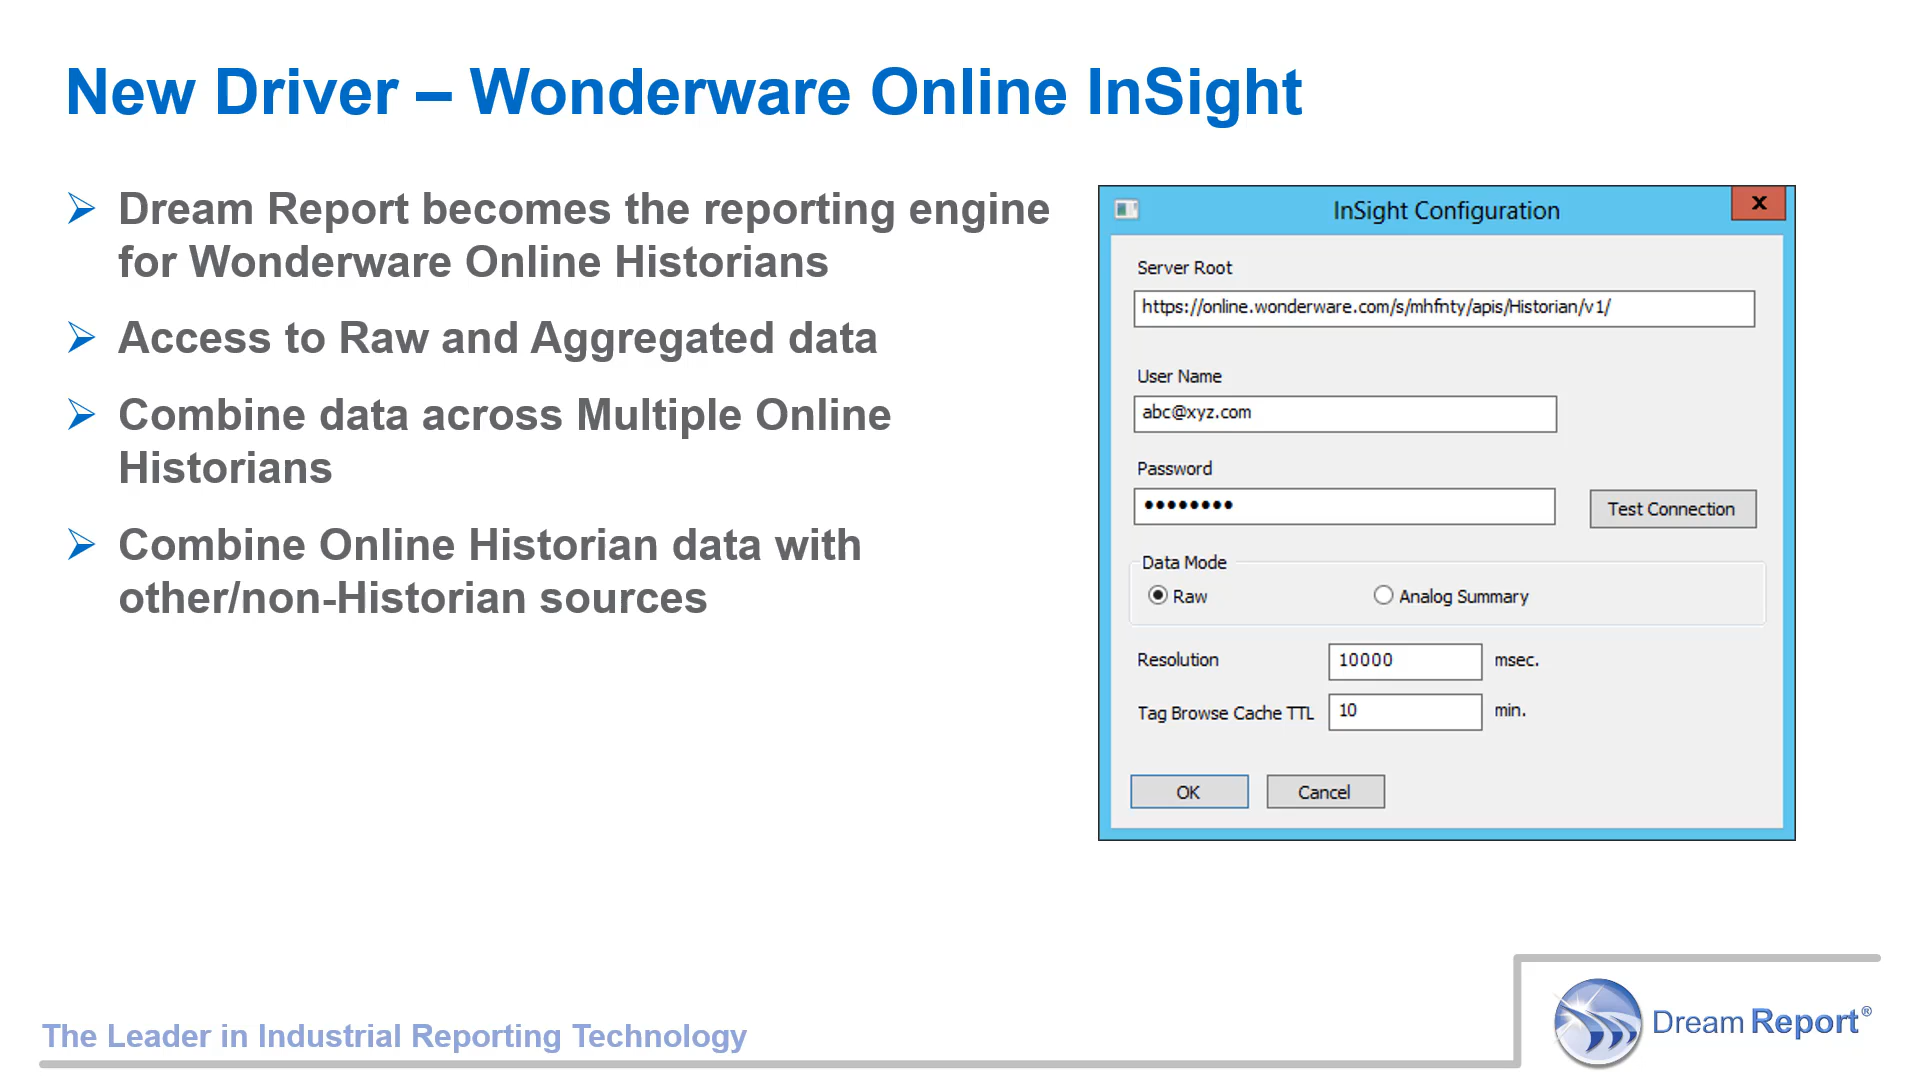 New Driver – Wonderware Online InSight
Dream Report becomes the reporting engine
for Wonderware Online Historians
Access to Raw and Aggregated data
Combine data across Multiple Online
Historians
Combine Online Historian data with
other/non-Historian sources
InSight Configuration
x
Server Root
https://online.wonderware.com/s/mhfnty/apis/Historian/v1/
User Name
abc@xyz.com
Password
••••••••
Test Connection
Data Mode
Raw
Analog Summary
Resolution
10000
msec.
Tag Browse Cache TTL
10
min.
OK
Cancel
The Leader in Industrial Reporting Technology
Dream Report®